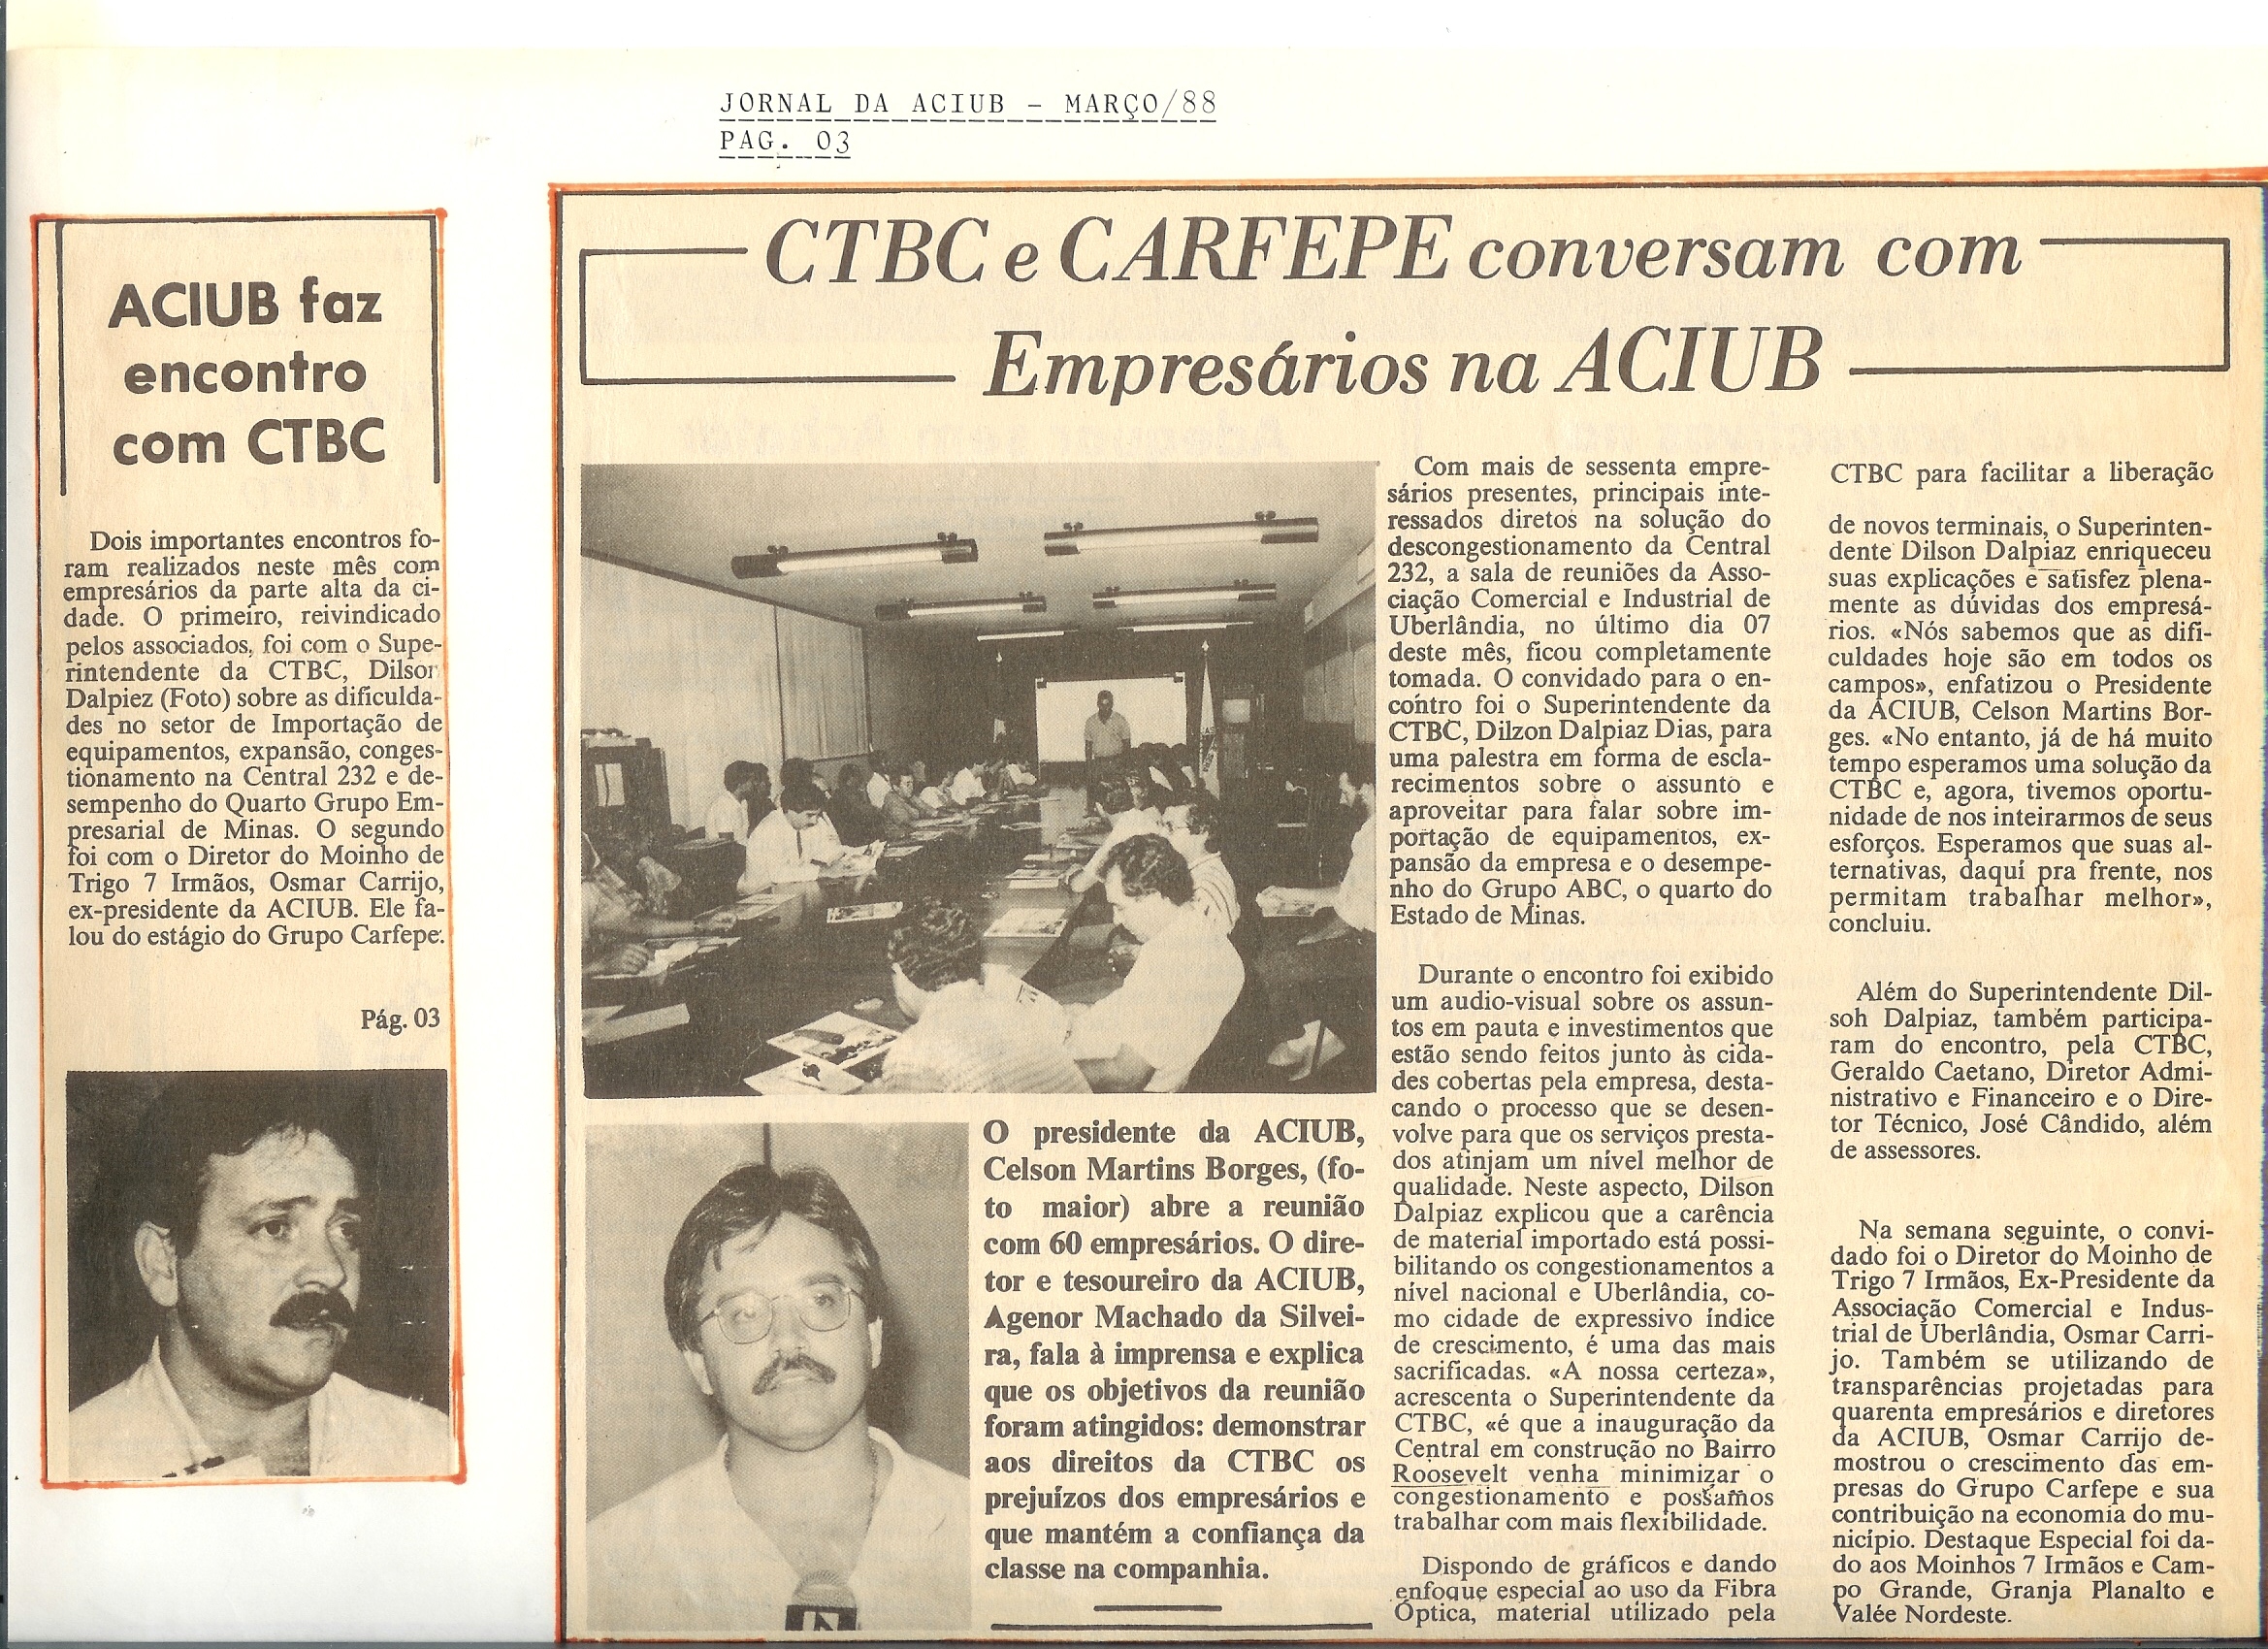 JORNAL DA ACIUB - MARÇO/88
PAG. 03
ACIUB faz
encontro
com CTBC
Dois importantes encontros fo-
ram realizados neste mês com
empresários da parte alta da ci-
dade. O primeiro, reivindicado
pelos associados, foi com o Supe-
rintendente da CTBC, Dilson
Dalpiez (Foto) sobre as dificulda-
des no setor de Importação de
equipamentos, expansão, conges-
tionamento na Central 232 e de-
sempenho do Quarto Grupo Em-
presarial de Minas. O segundo
foi com o Diretor do Moinho de
Trigo 7 Irmãos, Osmar Carrijo,
ex-presidente da ACIUB. Ele fa-
lou do estágio do Grupo Carfepe.
Pág. 03
CTBC e CARFEPE conversam com
Empresários na ACIUB
O presidente da ACIUB,
Celson Martins Borges, (fo-
to maior) abre a reunião
com 60 empresários. O dire-
tor e tesoureiro da ACIUB,
Agenor Machado da Silvei-
ra, fala à imprensa e explica
que os objetivos da reunião
foram atingidos: demonstrar
aos direitos da CTBC os
prejuízos dos empresários e
que mantém a confiança da
classe na companhia.
Com mais de sessenta empre-
sários presentes, principais inte-
ressados diretos na solução do
descongestionamento da Central
232, a sala de reuniões da Asso-
ciação Comercial e Industrial de
Uberlândia, no último dia 07
deste mês, ficou completamente
tomada. O convidado para o en-
contro foi o Superintendente da
CTBC, Dilzon Dalpiaz Dias, para
uma palestra em forma de escla-
recimentos sobre o assunto e
aproveitar para falar sobre im-
portação de equipamentos, ex-
pansão da empresa e o desempe-
nho do Grupo ABC, o quarto do
Estado de Minas.
Durante o encontro foi exibido
um audio-visual sobre os assun-
tos em pauta e investimentos que
estão sendo feitos junto às cida-
des cobertas pela empresa, desta-
cando o processo que se desen-
volve para que os serviços presta-
dos atinjam um nível melhor de
qualidade. Neste aspecto, Dilson
Dalpiaz explicou que a carência
de material importado está possi-
bilitando os congestionamentos a
nível nacional e Uberlândia, co-
mo cidade de expressivo índice
de crescimento, é uma das mais
sacrificadas. «A nossa certeza»,
acrescenta o Superintendente da
CTBC, «é que a inauguração da
Central em construção no Bairro
Roosevelt venha minimizar o
congestionamento e possamos
trabalhar com mais flexibilidade.
Dispondo de gráficos e dando
enfoque especial ao uso da Fibra
Óptica, material utilizado pela
CTBC para facilitar a liberação
de novos terminais, o Superinten-
dente Dilson Dalpiaz enriqueceu
suas explicações e satisfez plena-
mente as dúvidas dos empresá-
rios. «Nós sabemos que as difi-
culdades hoje são em todos os
campos», enfatizou o Presidente
da ACIUB, Celson Martins Bor-
ges. «No entanto, já de há muito
tempo esperamos uma solução da
CTBC e, agora, tivemos oportu-
nidade de nos inteirarmos de seus
esforços. Esperamos que suas al-
ternativas, daquí pra frente, nos
permitam trabalhar melhor»,
concluiu.
Além do Superintendente Dil-
soh Dalpiaz, também participa-
ram do encontro, pela CTBC,
Geraldo Caetano, Diretor Admi-
nistrativo e Financeiro e o Dire-
tor Técnico, José Cândido, além
de assessores.
Na semana seguinte, o convi-
dado foi o Diretor do Moinho de
Trigo 7 Irmãos, Ex-Presidente da
Associação Comercial e Indus-
trial de Uberlândia, Osmar Carri-
jo. Também se utilizando de
transparências projetadas para
quarenta empresários e diretores
da ACIUB, Osmar Carrijo de-
mostrou o crescimento das em-
presas do Grupo Carfepe e sua
contribuição na economia do mu-
nicípio. Destaque Especial foi da-
do aos Moinhos 7 Irmãos e Cam-
po Grande, Granja Planalto e
Valée Nordeste.